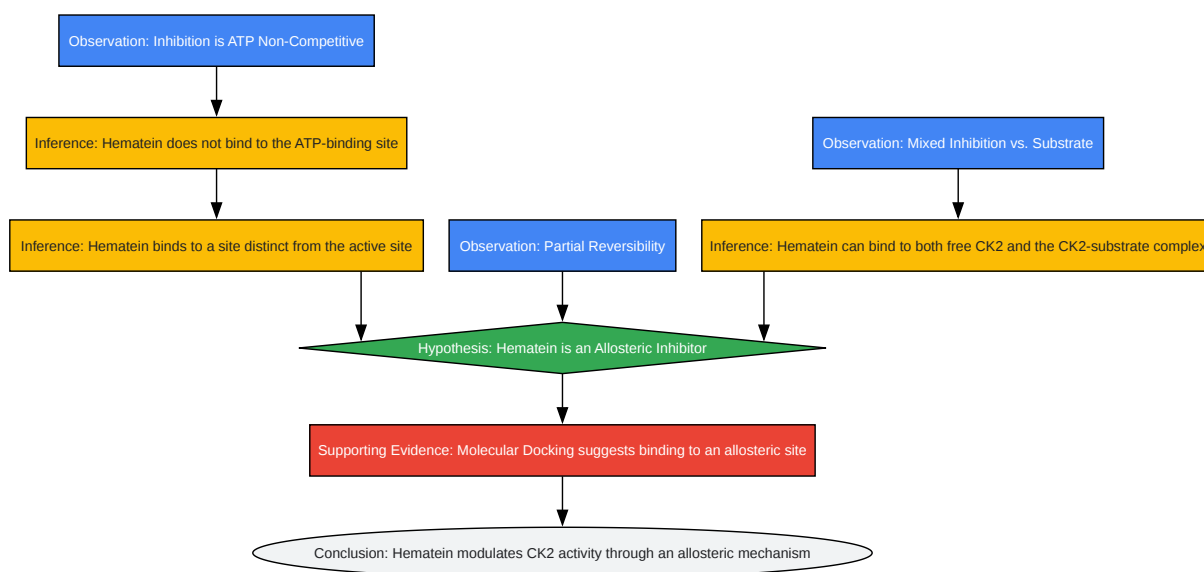 Observation: Inhibition is ATP Non-Competitive
Inference: Hematein does not bind to the ATP-binding site
Observation: Mixed Inhibition vs. Substrate
Inference: Hematein binds to a site distinct from the active site
Observation: Partial Reversibility
Inference: Hematein can bind to both free CK2 and the CK2-substrate complex
Hypothesis: Hematein is an Allosteric Inhibitor
Supporting Evidence: Molecular Docking suggests binding to an allosteric site
Conclusion: Hematein modulates CK2 activity through an allosteric mechanism